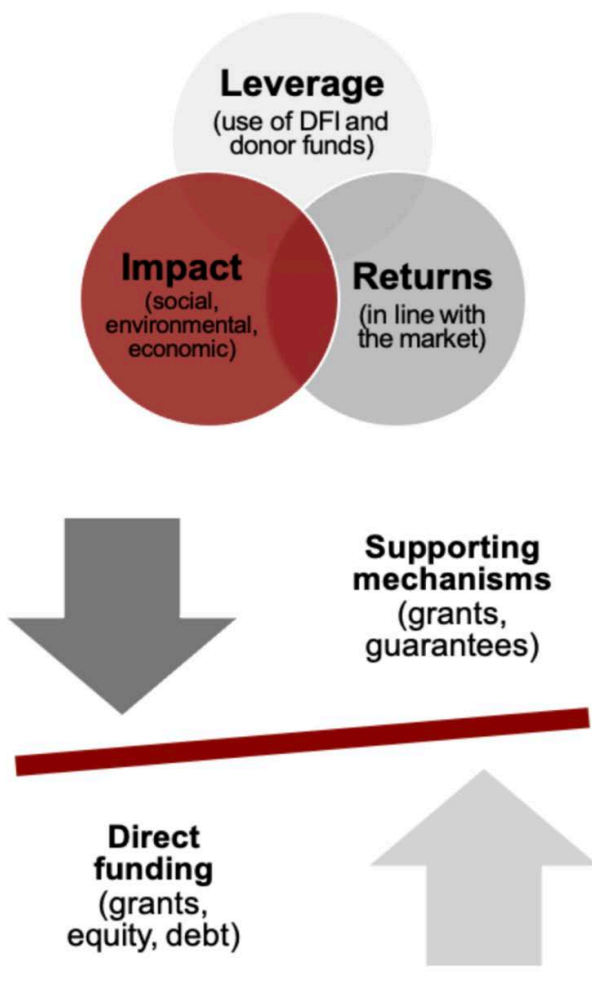 Leverage
(use of DFI and
donor funds)
Impact
(social,
environmental,
economic)
Returns
(in line with
the market)
Supporting
mechanisms
(grants,
guarantees)
Direct
funding
(grants,
equity, debt)